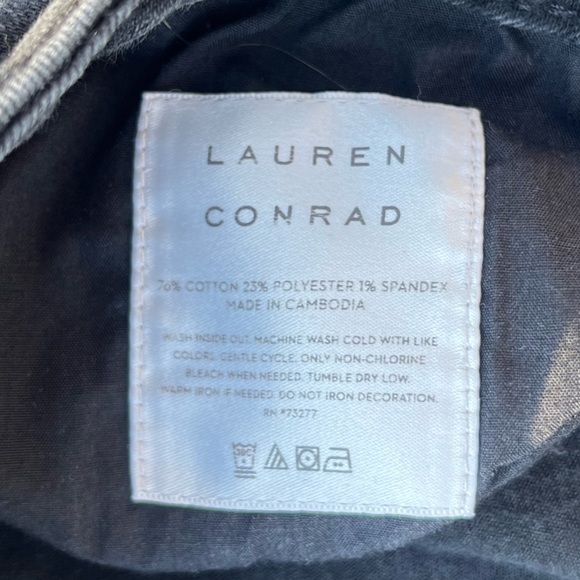 LAUREN
CONRAD
76% COTTON 23% POLYESTER 1% SPANDEX
MADE IN CAMBODIA
WASH INSIDE OUT. MACHINE WASH COLD WITH LIKE
COLORS. GENTLE CYCLE. ONLY NON-CHLORINE
BLEACH WHEN NEEDED. TUMBLE DRY LOW.
WARM IRON IF NEEDED. DO NOT IRON DECORATION.
RN #73277